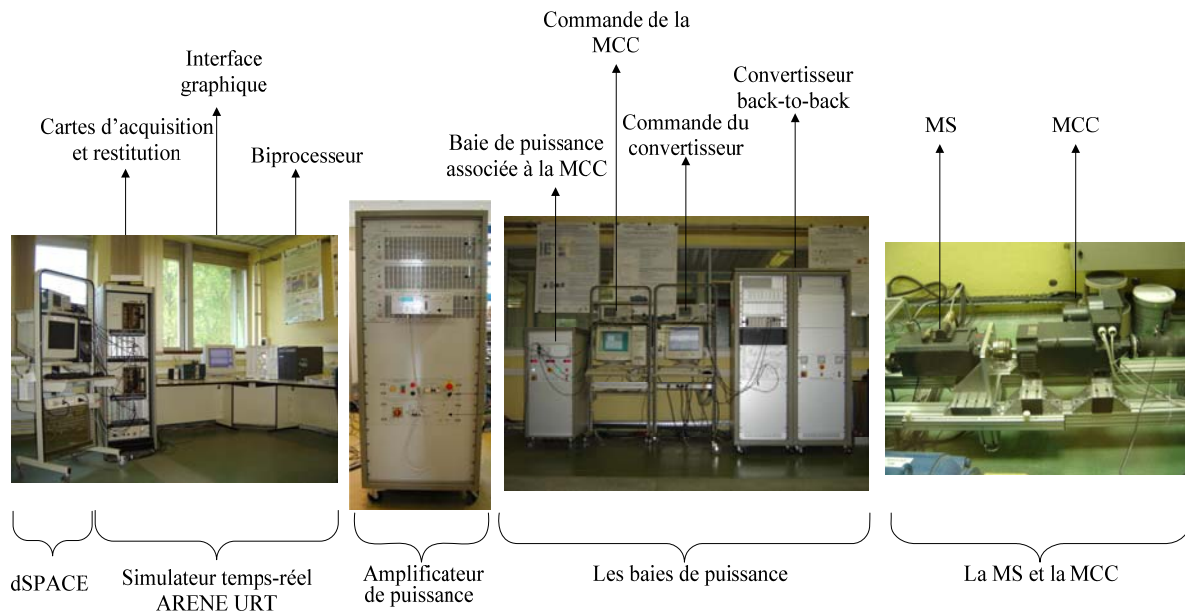 Commande de la
MCC
Interface
graphique
Convertisseur
back-to-back
Cartes d'acquisition
et restitution
Biprocesseur
Baie de puissance
associée à la MCC
Commande du
convertisseur
MS
MCC
dSPACE
Simulateur temps-réel
ARENE URT
Amplificateur
de puissance
Les baies de puissance
La MS et la MCC